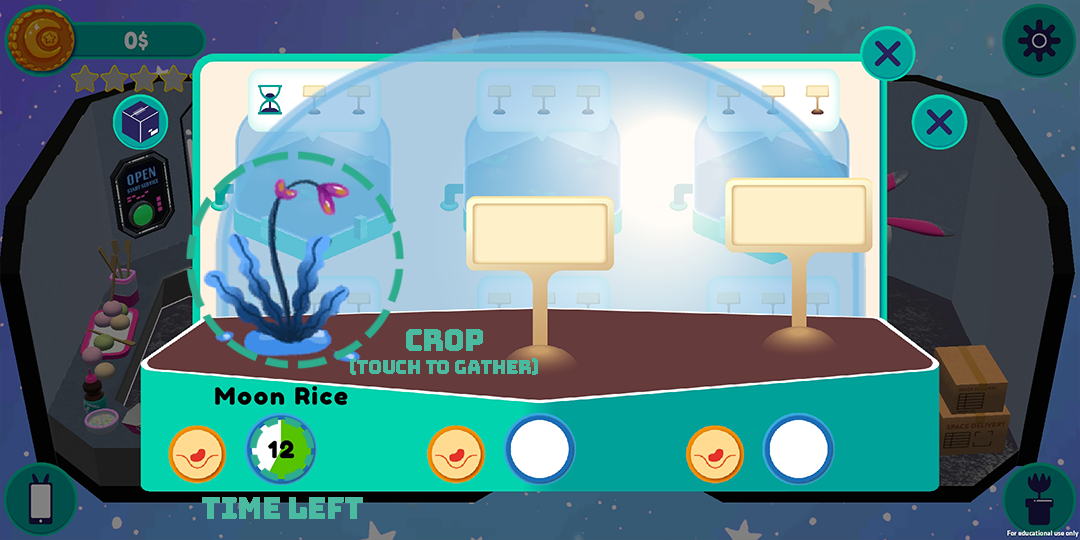 0$
OPEN
START SERVICE
CROP
(TOUCH TO GATHER)
Moon Rice
12
SPACE DELIVERY
TIME LEFT
For educational use only